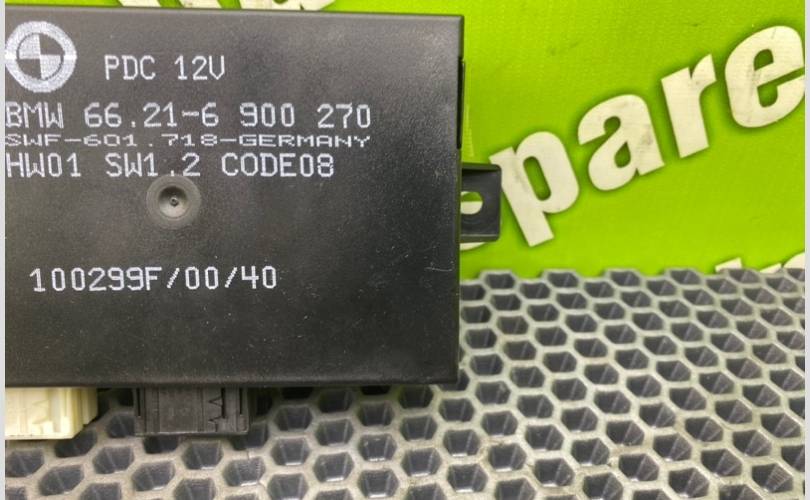 PDC 12V
BMW 66.21-6 900 270
SWF-601.718-GERMANY
HW01 SW1.2 CODE08
100299F/00/40
pare